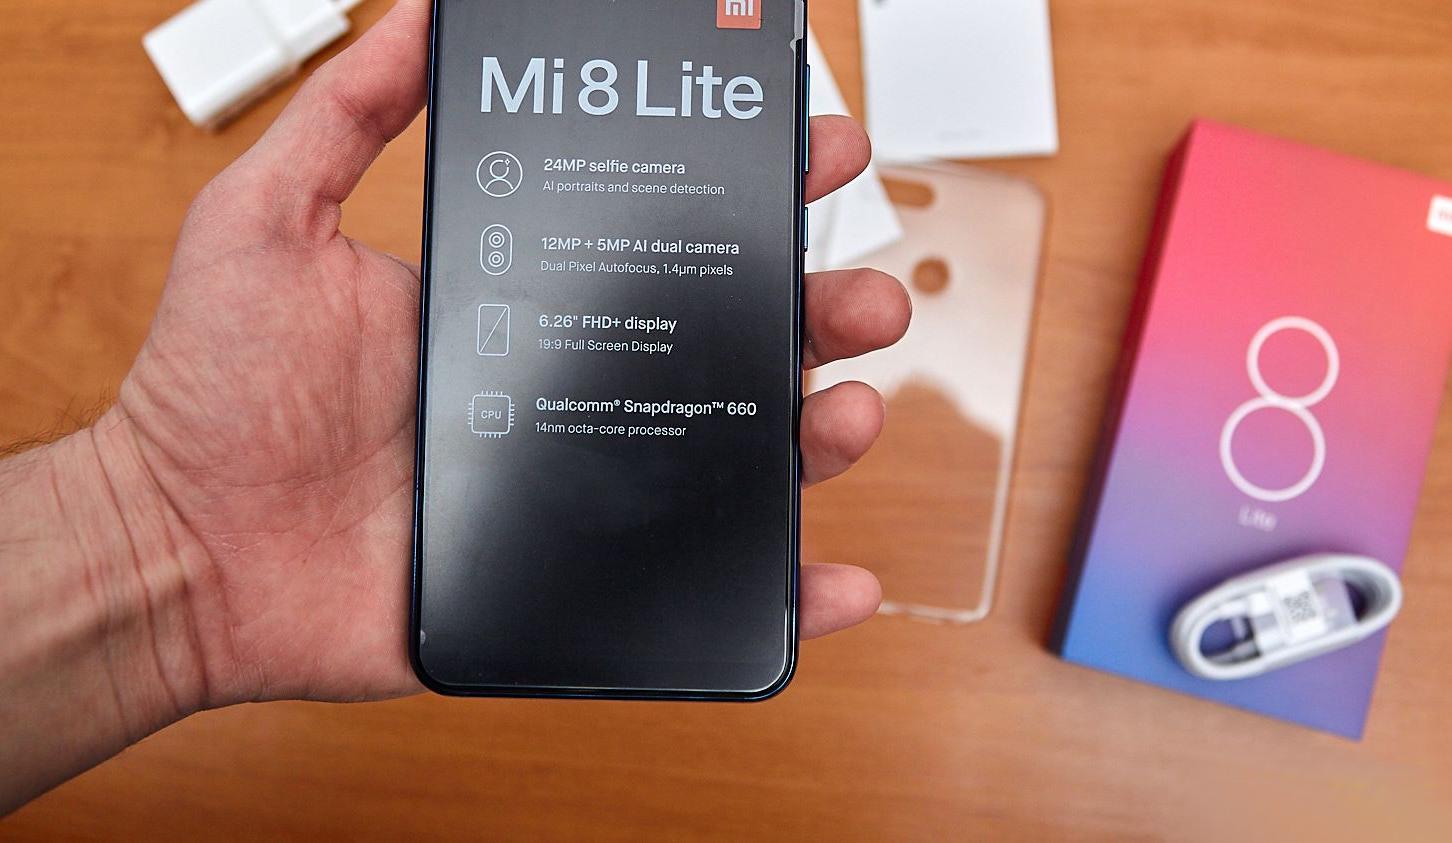 mi
Mi 8 Lite
24MP selfie camera
AI portraits and scene detection
12MP + 5MP AI dual camera
Dual Pixel Autofocus, 1.4μm pixels
6.26" FHD+ display
19:9 Full Screen Display
CPU
Qualcomm® Snapdragon™ 660
14nm octa-core processor
8
Lite